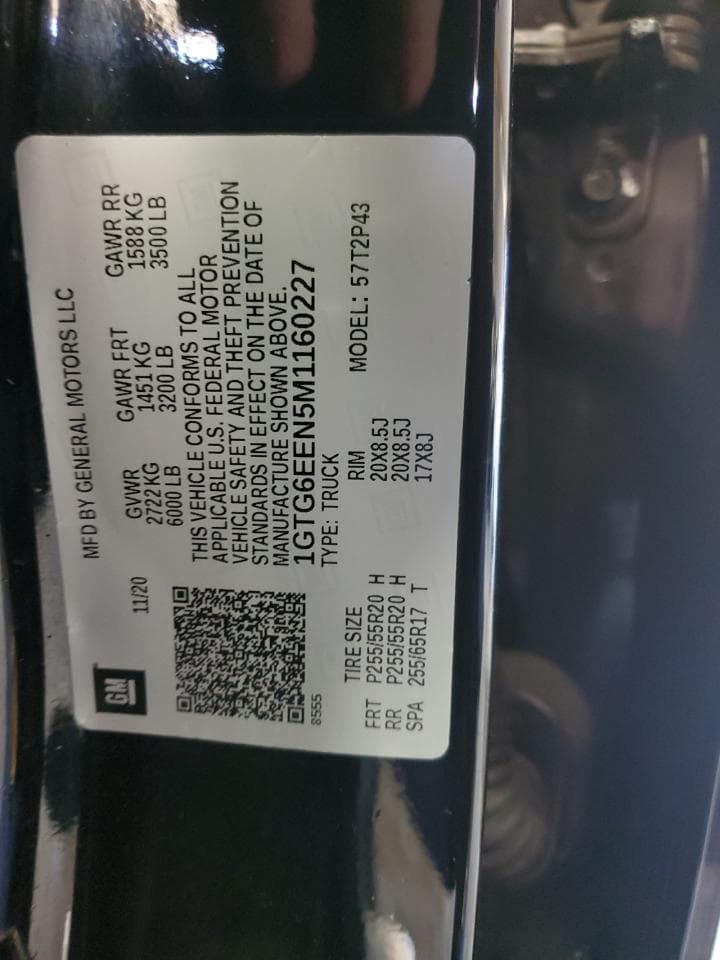 GM
MFD BY GENERAL MOTORS LLC
11/20
GVWR GAWR FRT GAWR RR
2722 KG 1451 KG 1588 KG
6000 LB 3200 LB 3500 LB
THIS VEHICLE CONFORMS TO ALL
APPLICABLE U.S. FEDERAL MOTOR
VEHICLE SAFETY AND THEFT PREVENTION
STANDARDS IN EFFECT ON THE DATE OF
MANUFACTURE SHOWN ABOVE.
1GTG6EEN5M1160227
8555
TYPE: TRUCK MODEL: 57T2P43
TIRE SIZE RIM
FRT P255/55R20 H 20X8.5J
RR P255/55R20 H 20X8.5J
SPA 255/65R17 T 17X8J